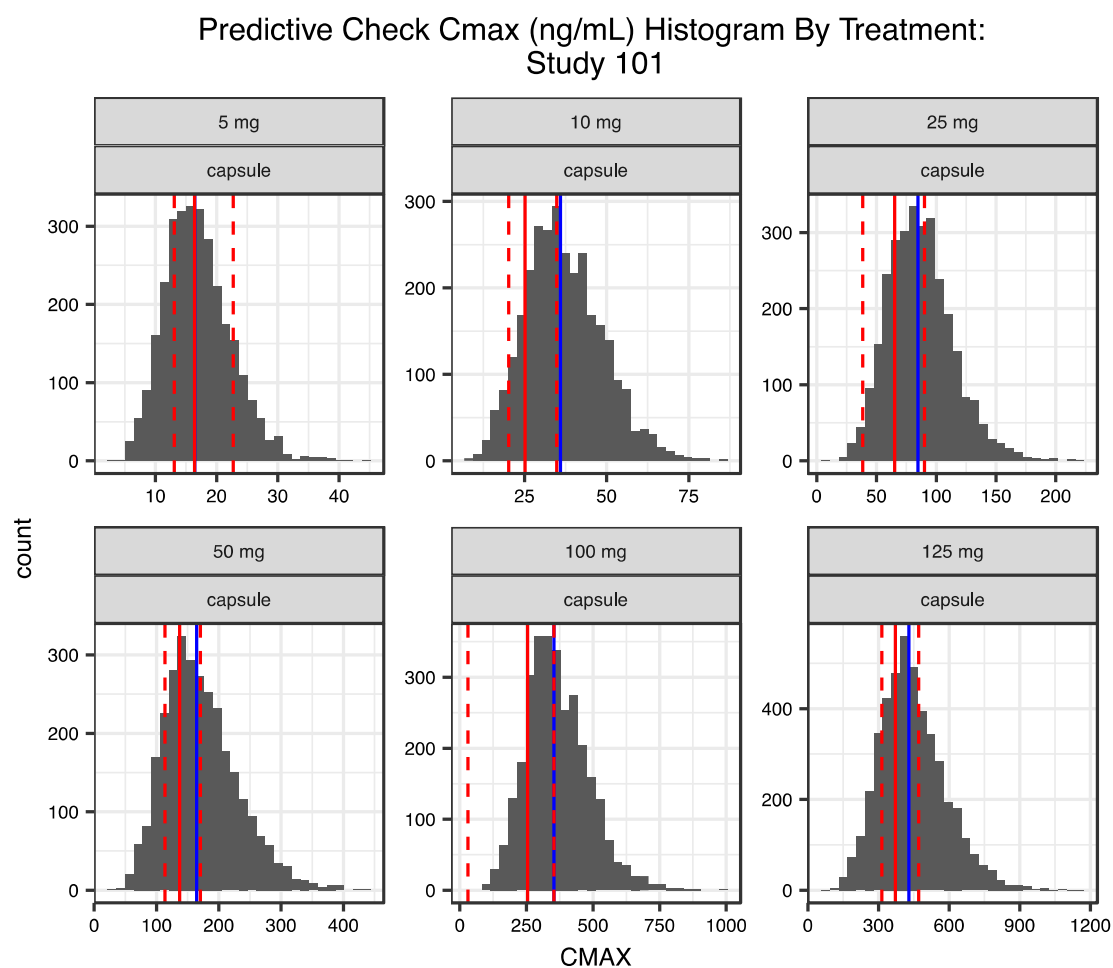 Predictive Check Cmax (ng/mL) Histogram By Treatment:
Study 101
5 mg
capsule
300
200
100
0
10 20 30 40
10 mg
capsule
300
200
100
0
25 50 75
25 mg
capsule
300
200
100
0
0 50 100 150 200
count
50 mg
capsule
300
200
100
0
0 100 200 300 400
100 mg
capsule
300
200
100
0
0 250 500 750 1000
125 mg
capsule
400
200
0
0 300 600 900 1200
CMAX